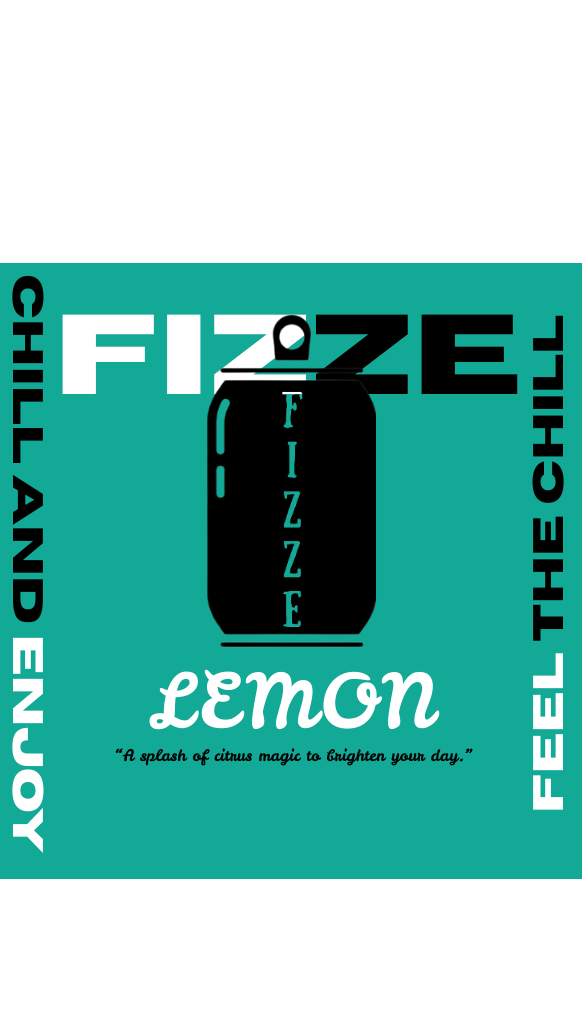 CHILL AND ENJOY
FIZZE
FIZZE
LEMON
“A splash of citrus magic to brighten your day.”
FEEL THE CHILL